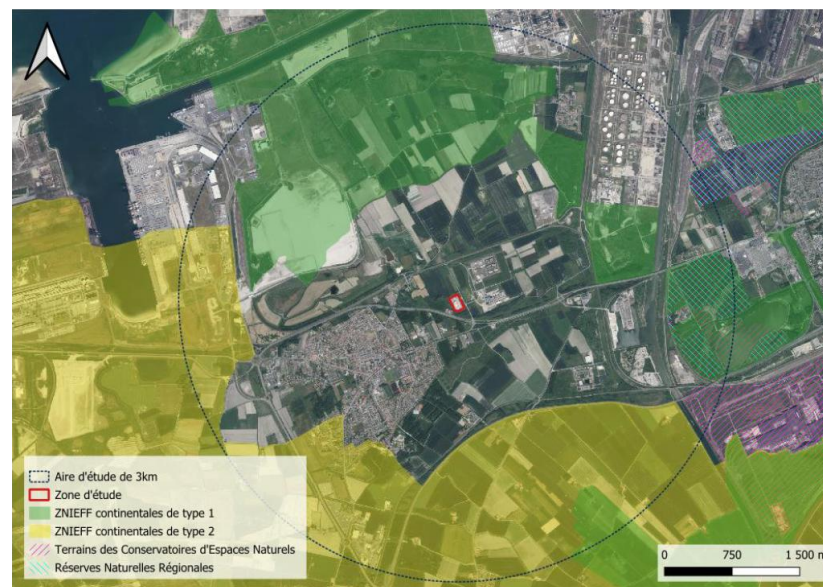 Aire d'étude de 3km
Zone d'étude
ZNIEFF continentales de type 1
ZNIEFF continentales de type 2
Terrains des Conservatoires d'Espaces Naturels
Réserves Naturelles Régionales
0 750 1 500 m